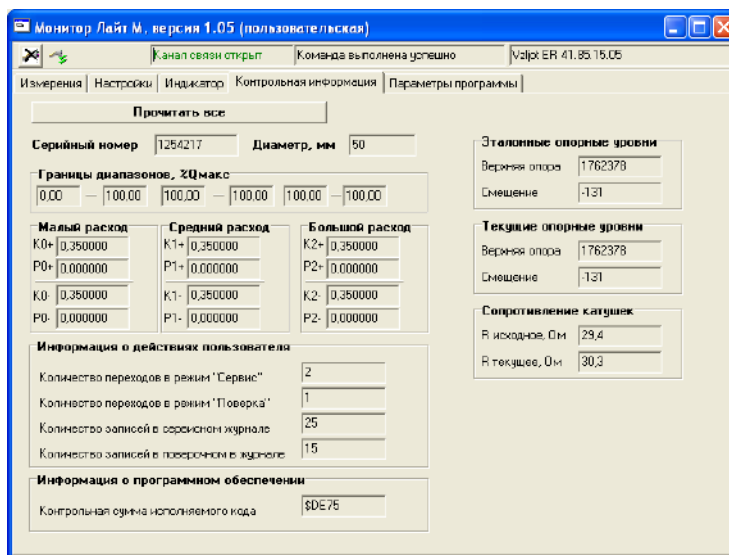 Монитор Лайт М, версия 1.05 (пользовательская)
Канал связи открыт Команда выполнена успешно Valjot ER 41.85.15.05
Измерения Настройки Индикатор Контрольная информация Параметры программы
Прочитать все
Серийный номер 1254217 Диаметр, мм 50
Границы диапазонов, %Qмакс
0,00 — 100,00 100,00 — 100,00 100,00 — 100,00
Малый расход Средний расход Большой расход
K0+ 0,350000 K1+ 0,350000 K2+ 0,350000
P0+ 0,000000 P1+ 0,000000 P2+ 0,000000
K0- 0,350000 K1- 0,350000 K2- 0,350000
P0- 0,000000 P1- 0,000000 P2- 0,000000
Информация о действиях пользователя
Количество переходов в режим "Сервис" 2
Количество переходов в режим "Поверка" 1
Количество записей в сервисном журнале 25
Количество записей в поверочном в журнале 15
Информация о программном обеспечении
Контрольная сумма исполняемого кода $DE75
Эталонные опорные уровни
Верхняя опора 1762378
Смещение -131
Текущие опорные уровни
Верхняя опора 1762378
Смещение -131
Сопротивление катушек
R исходное, Ом 29,4
R текущее, Ом 30,3